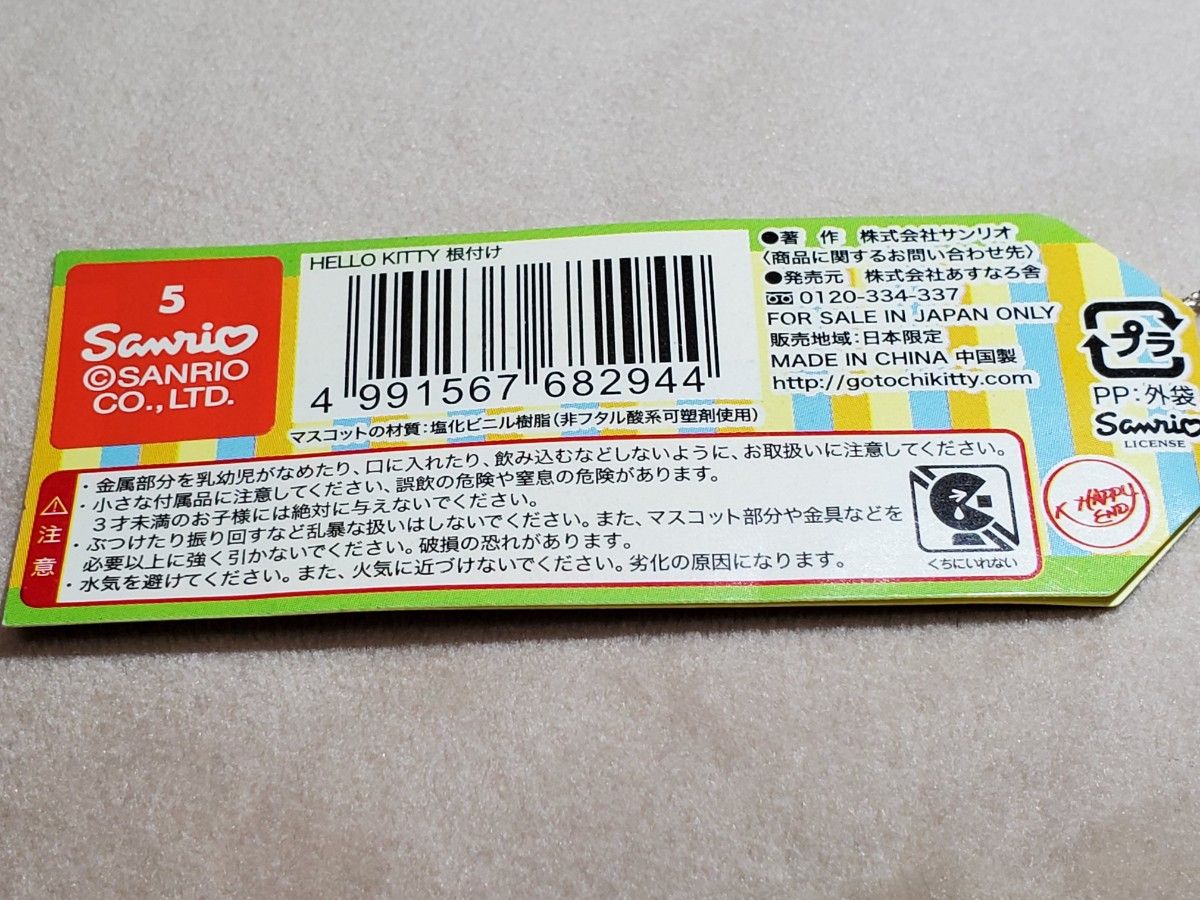 5
Sanrio
©SANRIO
CO., LTD.
HELLO KITTY 根付け
4 991567 682944
マスコットの材質:塩化ビニル樹脂(非フタル酸系可塑剤使用)
●著 作 株式会社サンリオ
〈商品に関するお問い合わせ先〉
●発売元 株式会社あすなろ舎
0120-334-337
FOR SALE IN JAPAN ONLY
販売地域:日本限定
MADE IN CHINA 中国製
http://gotochikitty.com
プラ
PP:外袋
Sanrio
LICENSE
HAPPY
END
注意
・金属部分を乳幼児がなめたり、口に入れたり、飲み込むなどしないように、お取扱いに注意してください。
・小さな付属品に注意してください、誤飲の危険や窒息の危険があります。
3才未満のお子様には絶対に与えないでください。
・ぶつけたり振り回すなど乱暴な扱いはしないでください。また、マスコット部分や金具などを
必要以上に強く引かないでください。破損の恐れがあります。
・水気を避けてください。また、火気に近づけないでください。劣化の原因になります。
くちにいれない